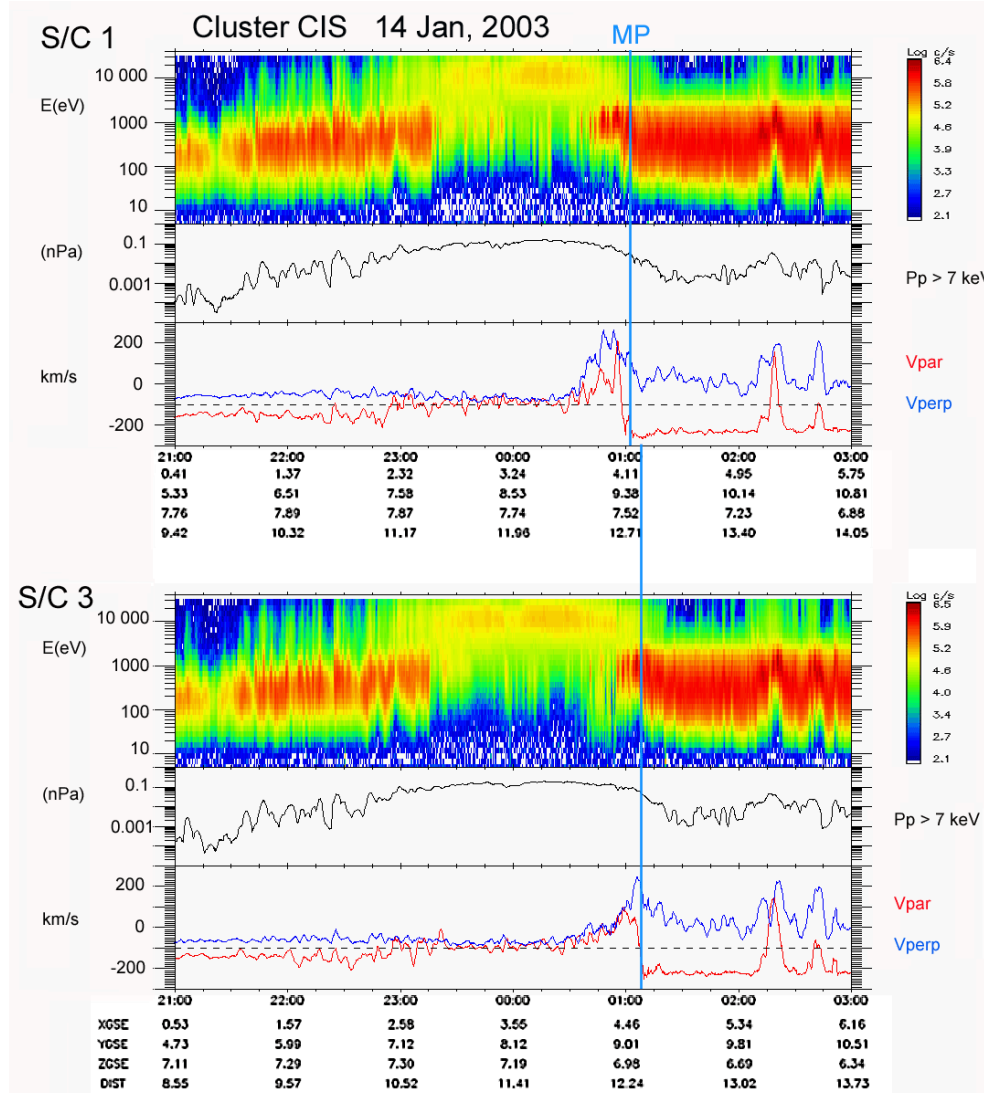 S/C 1 Cluster CIS 14 Jan, 2003 MP
Log c/s
6.4
5.8
5.2
4.6
4.0
3.3
2.7
2.1
E(eV)
10 000
1000
100
10
(nPa)
0.1
0.001
Pp > 7 keV
km/s
200
0
-200
Vpar
Vperp
21:00 22:00 23:00 00:00 01:00 02:00 03:00
0.41 1.37 2.32 3.24 4.11 4.95 5.75
5.33 6.51 7.58 8.53 9.38 10.14 10.81
7.76 7.89 7.87 7.74 7.52 7.23 6.88
9.42 10.32 11.17 11.96 12.71 13.40 14.05
S/C 3
Log c/s
6.5
5.9
5.2
4.6
4.0
3.4
2.7
2.1
E(eV)
10 000
1000
100
10
(nPa)
0.1
0.001
Pp > 7 keV
km/s
200
0
-200
Vpar
Vperp
21:00 22:00 23:00 00:00 01:00 02:00 03:00
XGSE 0.53 1.57 2.58 3.55 4.46 5.34 6.16
YGSE 4.73 5.99 7.12 8.12 9.01 9.81 10.51
ZGSE 7.11 7.29 7.30 7.19 6.98 6.69 6.34
DIST 8.55 9.57 10.52 11.41 12.24 13.02 13.73